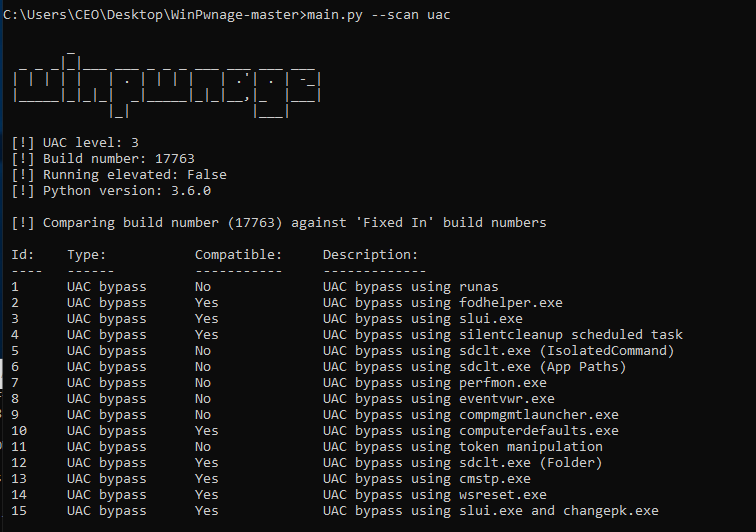 C:\Users\CEO\Desktop\WinPwnage-master>main.py --scan uac
winpwnage
[!] UAC level: 3
[!] Build number: 17763
[!] Running elevated: False
[!] Python version: 3.6.0
[!] Comparing build number (17763) against 'Fixed In' build numbers
Id: Type: Compatible: Description:
---- ------ ----------- -------------
1 UAC bypass No UAC bypass using runas
2 UAC bypass Yes UAC bypass using fodhelper.exe
3 UAC bypass Yes UAC bypass using slui.exe
4 UAC bypass Yes UAC bypass using silentcleanup scheduled task
5 UAC bypass No UAC bypass using sdclt.exe (IsolatedCommand)
6 UAC bypass No UAC bypass using sdclt.exe (App Paths)
7 UAC bypass No UAC bypass using perfmon.exe
8 UAC bypass No UAC bypass using eventvwr.exe
9 UAC bypass No UAC bypass using compmgmtlauncher.exe
10 UAC bypass Yes UAC bypass using computerdefaults.exe
11 UAC bypass No UAC bypass using token manipulation
12 UAC bypass Yes UAC bypass using sdclt.exe (Folder)
13 UAC bypass Yes UAC bypass using cmstp.exe
14 UAC bypass Yes UAC bypass using wsreset.exe
15 UAC bypass Yes UAC bypass using slui.exe and changepk.exe